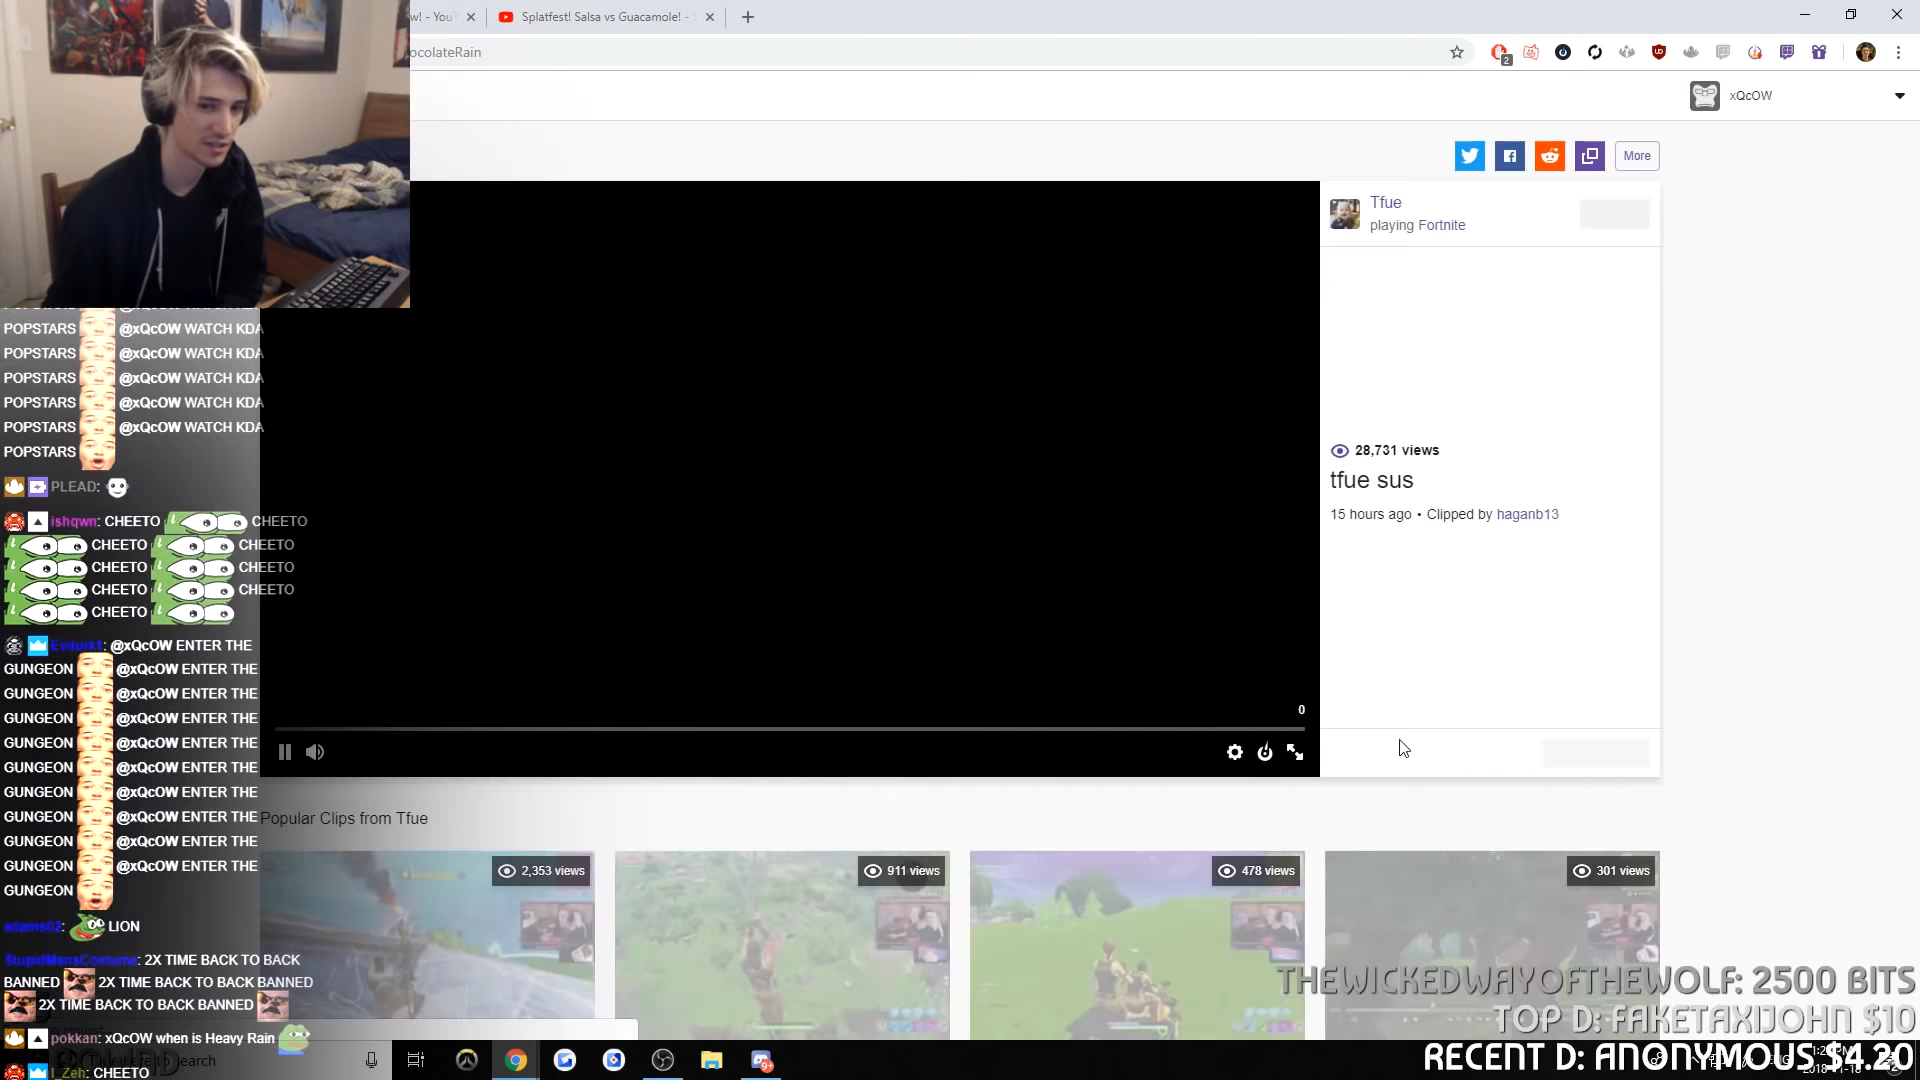 w! - YouT
Splatfest! Salsa vs Guacamole! -
ocolateRain
2
xQcOW
More
Tfue
playing Fortnite
28,731 views
tfue sus
15 hours ago • Clipped by haganb13
0
Popular Clips from Tfue
2,353 views
911 views
478 views
301 views
POPSTARS @xQcOW WATCH KDA
POPSTARS @xQcOW WATCH KDA
POPSTARS @xQcOW WATCH KDA
POPSTARS @xQcOW WATCH KDA
POPSTARS @xQcOW WATCH KDA
POPSTARS
PLEAD:
ishqwn: CHEETO CHEETO
CHEETO CHEETO
CHEETO CHEETO
CHEETO CHEETO
CHEETO
@xQcOW ENTER THE
GUNGEON @xQcOW ENTER THE
GUNGEON @xQcOW ENTER THE
GUNGEON @xQcOW ENTER THE
GUNGEON @xQcOW ENTER THE
GUNGEON @xQcOW ENTER THE
GUNGEON @xQcOW ENTER THE
GUNGEON @xQcOW ENTER THE
GUNGEON @xQcOW ENTER THE
GUNGEON @xQcOW ENTER THE
GUNGEON
adams02: LION
StupidMansCostume: 2X TIME BACK TO BACK
BANNED 2X TIME BACK TO BACK BANNED
2X TIME BACK TO BACK BANNED
pokkan: xQcOW when is Heavy Rain
I_Zeh: CHEETO
THEWICKEDWAYOFTHEWOLF: 2500 BITS
TOP D: FAKETAXIJOHN $10
RECENT D: ANONYMOUS $4.20